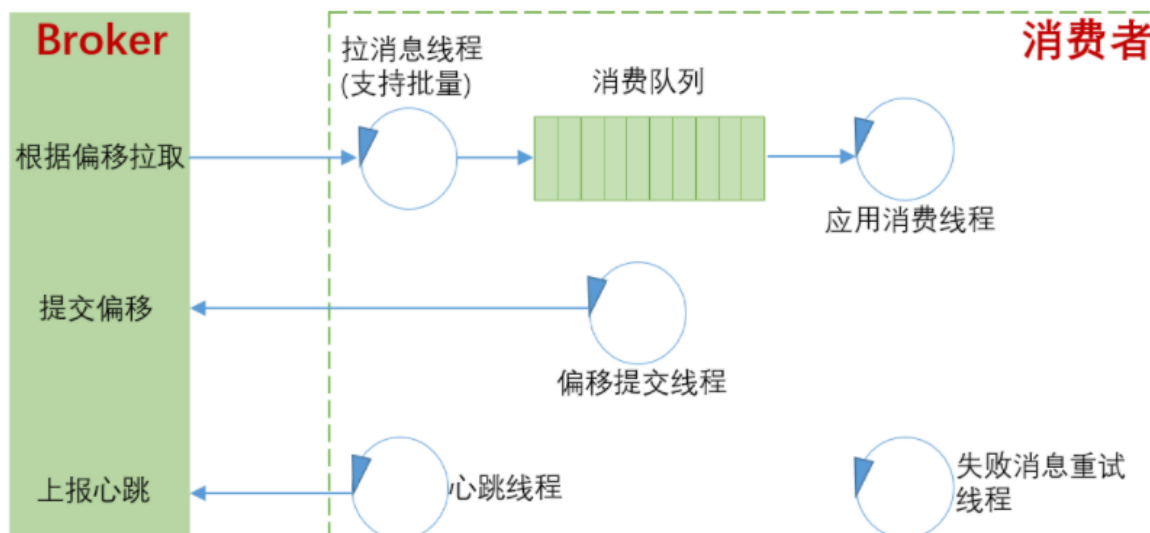 Broker
消费者
拉消息线程
(支持批量)
消费队列
根据偏移拉取
应用消费线程
提交偏移
偏移提交线程
上报心跳
心跳线程
失败消息重试
线程